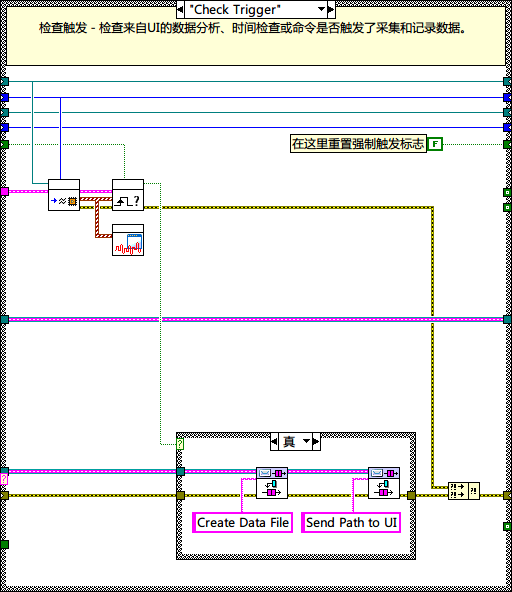 "Check Trigger"
检查触发 - 检查来自UI的数据分析、时间检查或命令是否触发了采集和记录数据。
在这里重置强制触发标志
F
?
?
真
?
?! ?! ?!
Create Data File
Send Path to UI